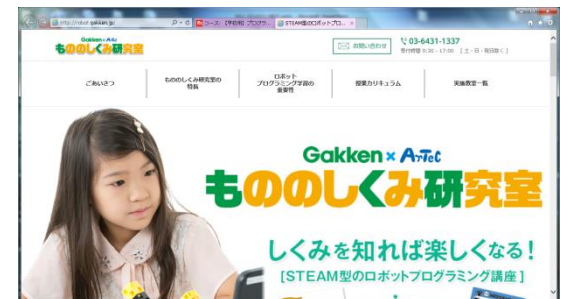 http://robot.gakken.jp/
STEAM型のロボットプロ...
Gakken × Artec
もののしくみ研究室
お問い合わせ
03-6431-1337
受付時間 9:30 - 17:00 [ 土・日・祝日除く ]
ごあいさつ
もののしくみ研究室の
特長
ロボット
プログラミング学習の
重要性
授業カリキュラム
実施教室一覧
Gakken × ArTec
もののしくみ研究室
しくみを知れば楽しくなる!
[STEAM型のロボットプログラミング講座]